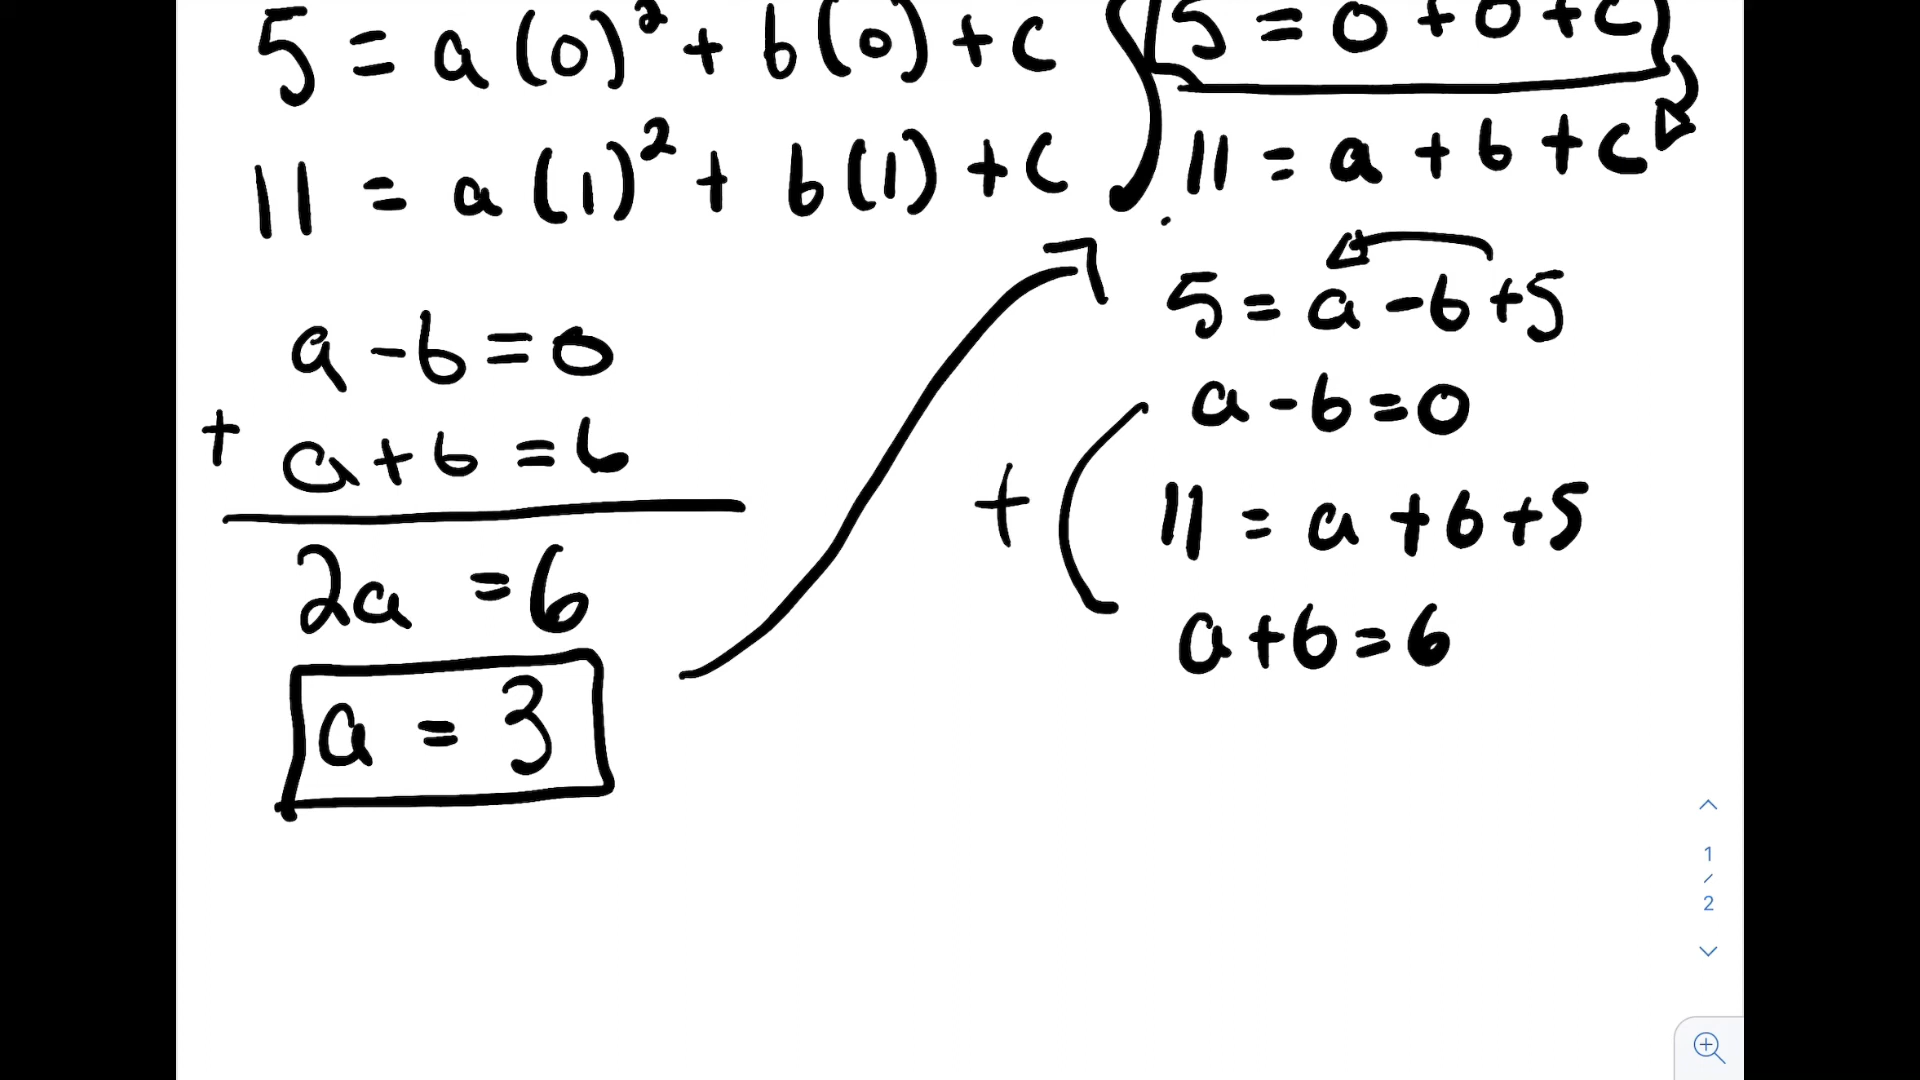 5 = a(0)² + b(0) + c
11 = a(1)² + b(1) + c
a - b = 0
+ a + b = 6
2a = 6
a = 3
5 = 0 + 0 + c
11 = a + b + c
5 = a - b + 5
a - b = 0
+
11 = a + b + 5
a + b = 6
1
/
2